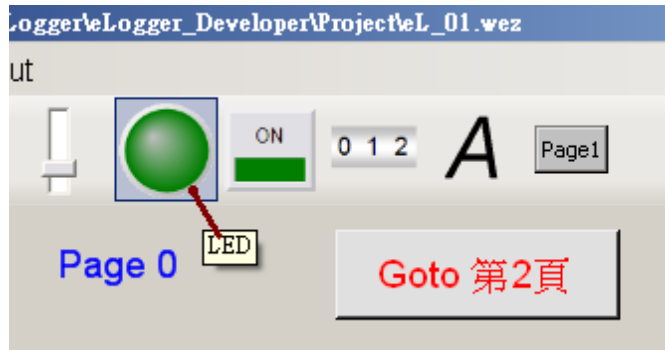 Logger\eLogger_Developer\Project\eL_01.wez
ut
ON
0 1 2
A
Page1
LED
Page 0
Goto 第2頁